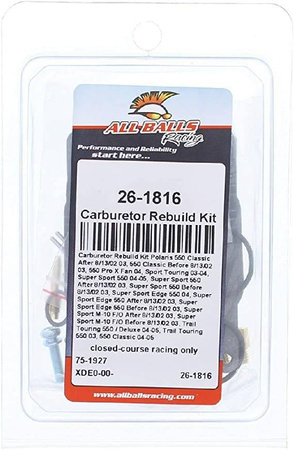 ALL BALLS
Racing
Performance and Reliability
start here...
26-1816
Carburetor Rebuild Kit
Carburetor Rebuild Kit Polaris 550 Classic
After 8/13/02 03, 550 Classic Before 8/13/02
03, 550 Pro X Fan 04, Sport Touring 03-04,
Super Sport 550 04-05, Super Sport 550
After 8/13/02 03, Super Sport 550 Before
8/13/02 03, Super Sport Edge 550 04, Super
Sport Edge 550 After 8/13/02 03, Super
Sport Edge 550 Before 8/13/02 03, Super
Sport M-10 F/O After 8/13/02 03, Super
Sport M-10 F/O Before 8/13/02 03, Trail
Touring 550 / Deluxe 04-05, Trail Touring
550 03, 550 Classic 04-05
closed-course racing only
75-1927
XDE0-00- 26-1816
www.allballsracing.com